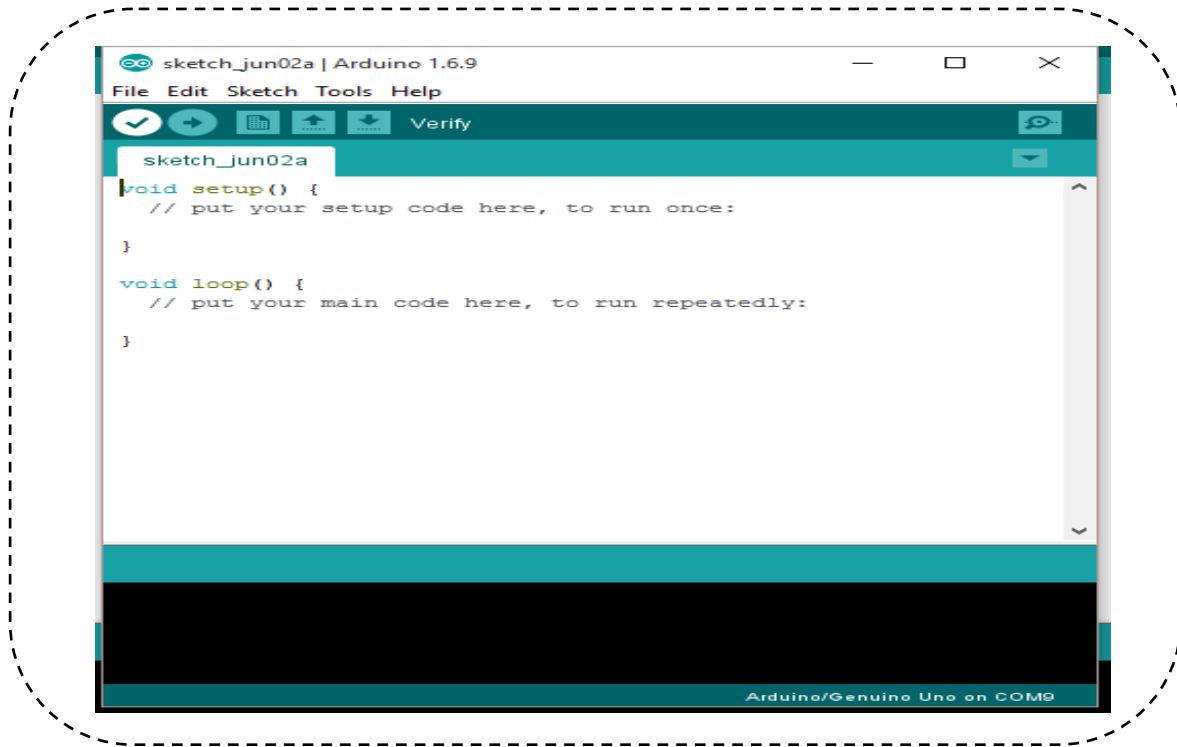 sketch_jun02a | Arduino 1.6.9
File Edit Sketch Tools Help
Verify
sketch_jun02a
void setup() {
  // put your setup code here, to run once:
}
void loop() {
  // put your main code here, to run repeatedly:
}
Arduino/Genuino Uno on COM9